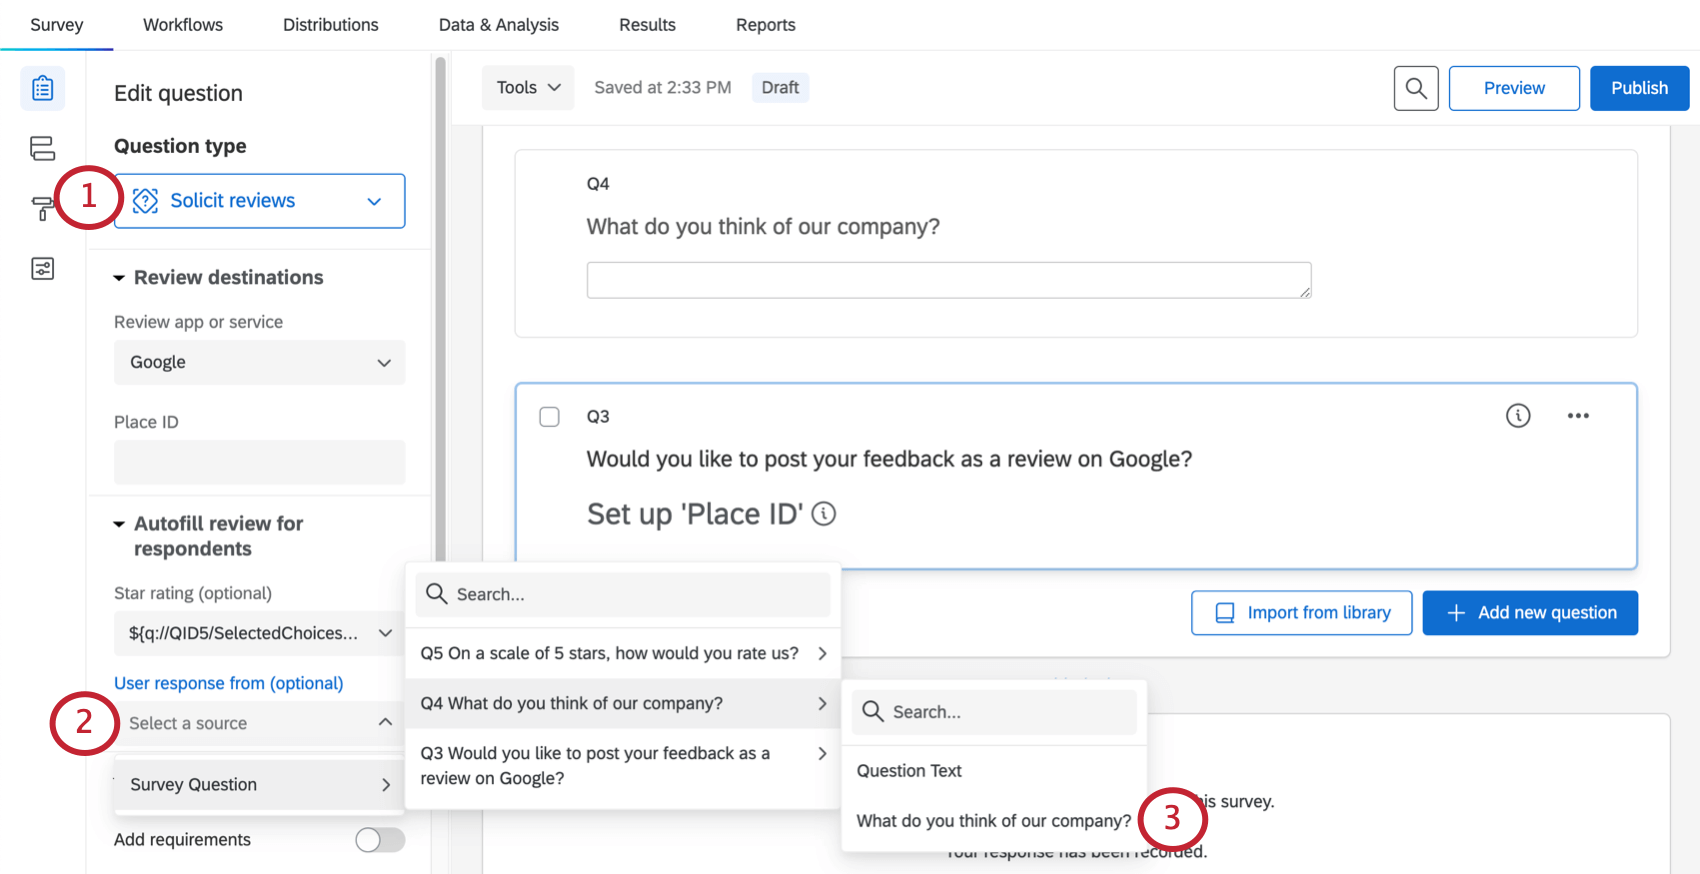 Survey
Workflows
Distributions
Data & Analysis
Results
Reports
Edit question
Question type
1
Solicit reviews
Review destinations
Review app or service
Google
Place ID
Autofill review for
respondents
Star rating (optional)
${q://QID5/SelectedChoices...
User response from (optional)
2
Select a source
Survey Question
Add requirements
Tools
Saved at 2:33 PM
Draft
Preview
Publish
Q4
What do you think of our company?
Q3
Would you like to post your feedback as a review on Google?
Set up 'Place ID'
Import from library
Add new question
Search...
Q5 On a scale of 5 stars, how would you rate us?
Q4 What do you think of our company?
Q3 Would you like to post your feedback as a
review on Google?
Search...
Question Text
What do you think of our company?
3
survey.
Your response has been recorded.